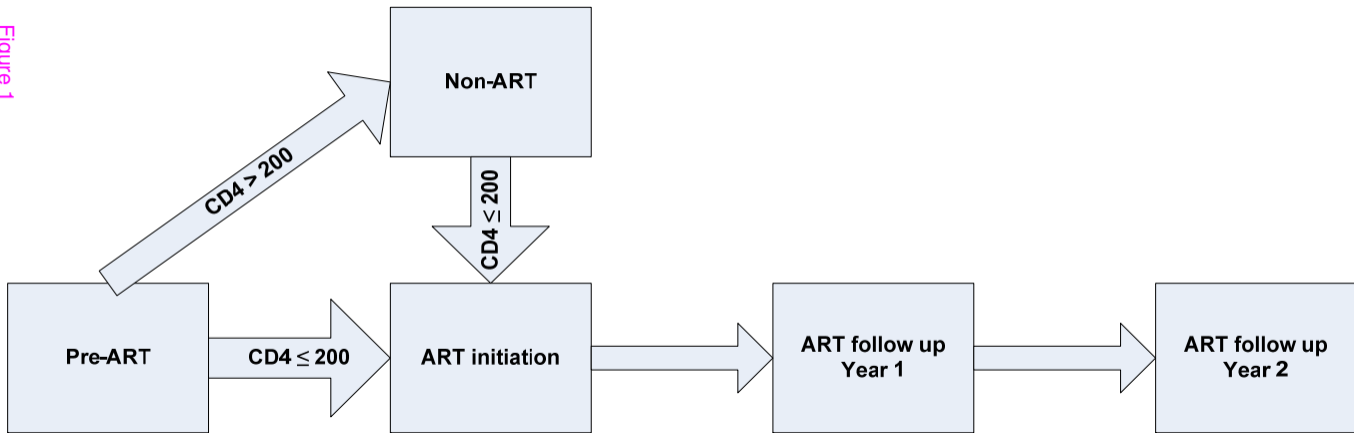 Figure 1
Non-ART
CD4 > 200
CD4 ≤ 200
Pre-ART
CD4 ≤ 200
ART initiation
ART follow up
Year 1
ART follow up
Year 2